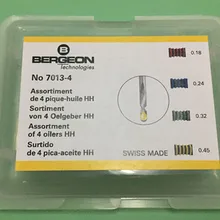 B
BERGEON
Technologies
No 7013-4
Assortiment
de 4 pique-huile HH
Sortiment
von 4 Oelgeber HH
Assortment
of 4 oilers HH
Surtido
de 4 pica-aceite HH
SWISS MADE
0.18
0.24
0.32
0.45